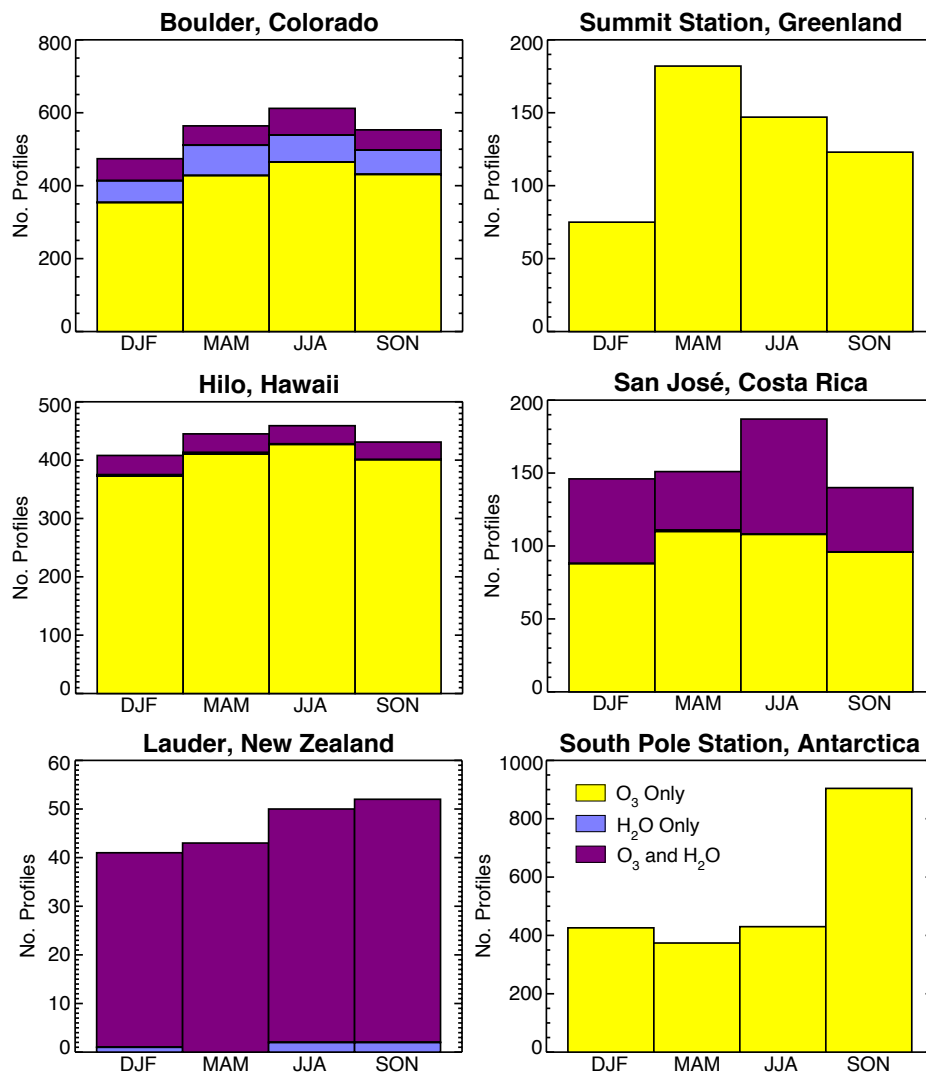 Boulder, Colorado
800
600
400
200
0
No. Profiles
DJF MAM JJA SON
Summit Station, Greenland
200
150
100
50
0
No. Profiles
DJF MAM JJA SON
Hilo, Hawaii
500
400
300
200
100
0
No. Profiles
DJF MAM JJA SON
San José, Costa Rica
200
150
100
50
0
No. Profiles
DJF MAM JJA SON
Lauder, New Zealand
60
50
40
30
20
10
0
No. Profiles
DJF MAM JJA SON
South Pole Station, Antarctica
1000
800
600
400
200
0
No. Profiles
O₃ Only
H₂O Only
O₃ and H₂O
DJF MAM JJA SON